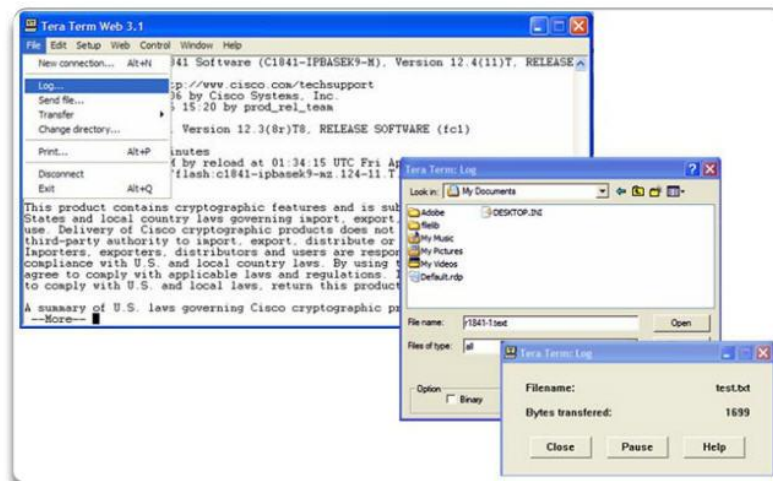 Tera Term Web 3.1
File Edit Setup Web Control Window Help
New connection... Alt+N
Log...
Send file...
Transfer
Change directory...
Print... Alt+P
Disconnect
Exit Alt+Q
841 Software (C1841-IPBASEK9-M), Version 12.4(11)T, RELEASE
tp://www.cisco.com/techsupport
06 by Cisco Systems, Inc.
15:20 by prod_rel_team
Version 12.3(8r)T8, RELEASE SOFTWARE (fc1)
inutes
M by reload at 01:34:15 UTC Fri Ap
"flash:c1841-ipbasek9-mz.124-11.T
This product contains cryptographic features and is sub
States and local country laws governing import, export,
use. Delivery of Cisco cryptographic products does not
third-party authority to import, export, distribute or
Importers, exporters, distributors and users are respon
compliance with U.S. and local country laws. By using t
agree to comply with applicable laws and regulations. I
to comply with U.S. and local laws, return this product
A summary of U.S. laws governing Cisco cryptographic pr
--More--
Tera Term: Log
Look in: My Documents
Adobe DESKTOP.INI
filelib
My Music
My Pictures
My Videos
Default.rdp
File name: r1841-1.text Open
Files of type: all
Option
Binary
Tera Term: Log
Filename: test.txt
Bytes transfered: 1699
Close Pause Help